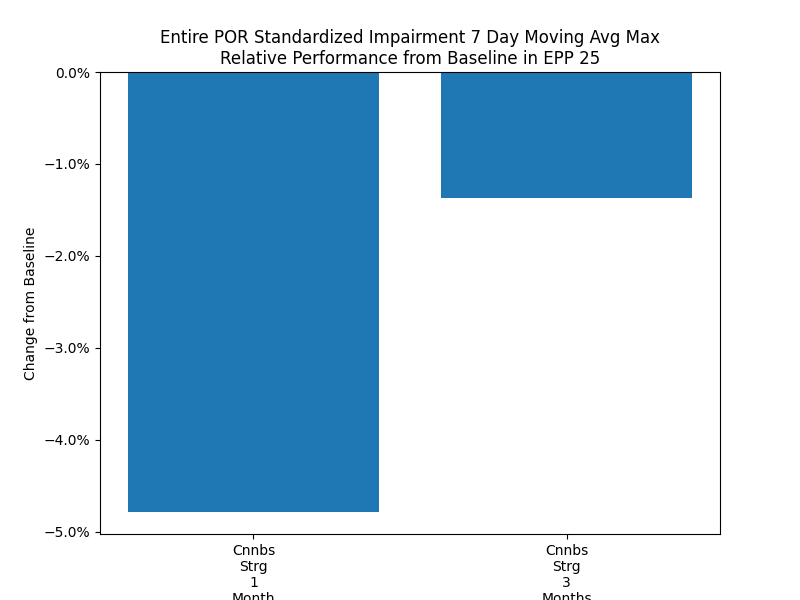 Entire POR Standardized Impairment 7 Day Moving Avg Max
Relative Performance from Baseline in EPP 25
Change from Baseline
0.0%
−1.0%
−2.0%
−3.0%
−4.0%
−5.0%
Cnnbs
Strg
1
Month
Cnnbs
Strg
3
Months